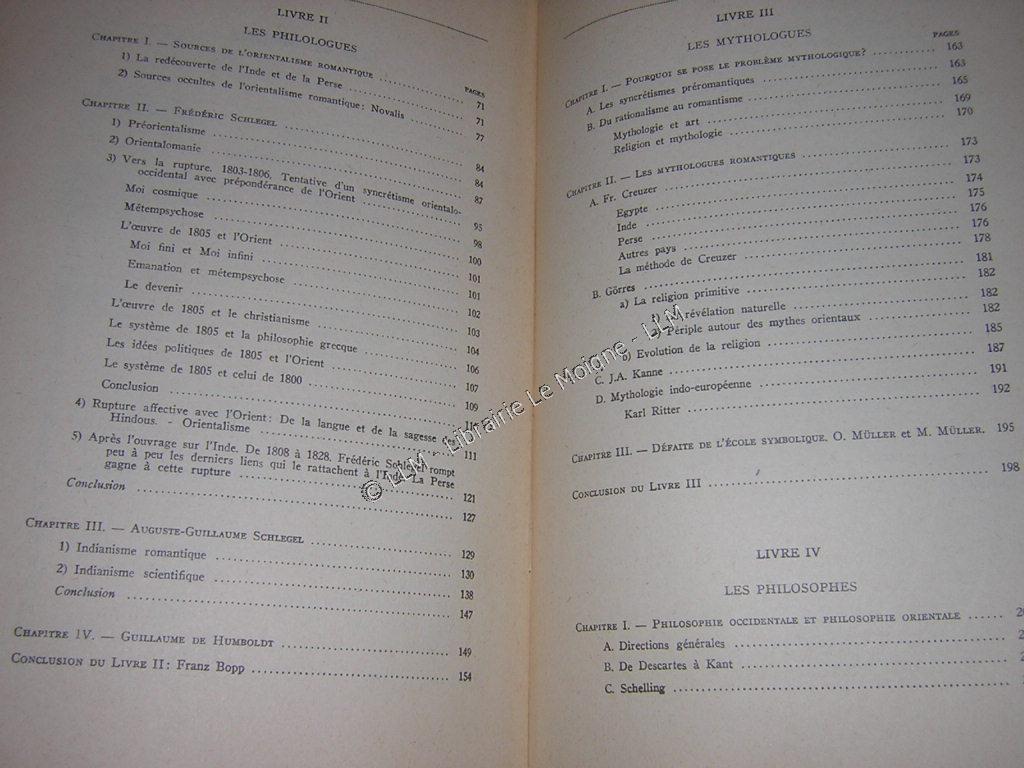 LIVRE II
LES PHILOLOGUES
PAGES
CHAPITRE I. — SOURCES DE L'ORIENTALISME ROMANTIQUE .......... 71
1) La redécouverte de l'Inde et de la Perse .......... 71
2) Sources occultes de l'orientalisme romantique: Novalis .......... 77
CHAPITRE II. — FRÉDÉRIC SCHLEGEL .......... 84
1) Préorientalisme .......... 84
2) Orientalomanie .......... 87
3) Vers la rupture. 1803-1806. Tentative d'un syncrétisme orientalo-
occidental avec prépondérance de l'Orient .......... 95
Moi cosmique .......... 98
Métempsychose .......... 100
L'œuvre de 1805 et l'Orient .......... 101
Moi fini et Moi infini .......... 101
Emanation et métempsychose .......... 102
Le devenir .......... 103
L'œuvre de 1805 et le christianisme .......... 104
Le système de 1805 et la philosophie grecque .......... 106
Les idées politiques de 1805 et l'Orient .......... 107
Le système de 1805 et celui de 1800 .......... 109
Conclusion ..........
4) Rupture affective avec l'Orient: De la langue et de la sagesse des
Hindous. - Orientalisme .......... 111
5) Après l'ouvrage sur l'Inde. De 1808 à 1828. Frédéric Schlegel rompt
peu à peu les derniers liens qui le rattachent à l'Inde. La Perse
gagne à cette rupture .......... 121
Conclusion .......... 127
CHAPITRE III. — AUGUSTE-GUILLAUME SCHLEGEL .......... 129
1) Indianisme romantique .......... 130
2) Indianisme scientifique .......... 138
Conclusion .......... 147
CHAPITRE IV. — GUILLAUME DE HUMBOLDT .......... 149
CONCLUSION DU LIVRE II: FRANZ BOPP .......... 154
LIVRE III
LES MYTHOLOGUES
PAGES
CHAPITRE I. — POURQUOI SE POSE LE PROBLÈME MYTHOLOGIQUE? .......... 163
A. Les syncrétismes préromantiques .......... 163
B. Du rationalisme au romantisme .......... 165
Mythologie et art .......... 169
Religion et mythologie .......... 170
CHAPITRE II. — LES MYTHOLOGUES ROMANTIQUES .......... 173
A. Fr. Creuzer .......... 173
Egypte .......... 174
Inde .......... 175
Perse .......... 176
Autres pays .......... 176
La méthode de Creuzer .......... 178
B. Görres .......... 181
a) La religion primitive .......... 182
révélation naturelle .......... 182
Périple autour des mythes orientaux .......... 182
b) Evolution de la religion .......... 185
C. J.A. Kanne .......... 187
D. Mythologie indo-européenne .......... 191
Karl Ritter .......... 192
CHAPITRE III. — DÉFAITE DE L'ÉCOLE SYMBOLIQUE. O. MÜLLER ET M. MÜLLER. 195
CONCLUSION DU LIVRE III .......... 198
LIVRE IV
LES PHILOSOPHES
CHAPITRE I. — PHILOSOPHIE OCCIDENTALE ET PHILOSOPHIE ORIENTALE ......
A. Directions générales ..........
B. De Descartes à Kant ..........
C. Schelling ..........
© LLM - Librairie Le Moigne - LLM